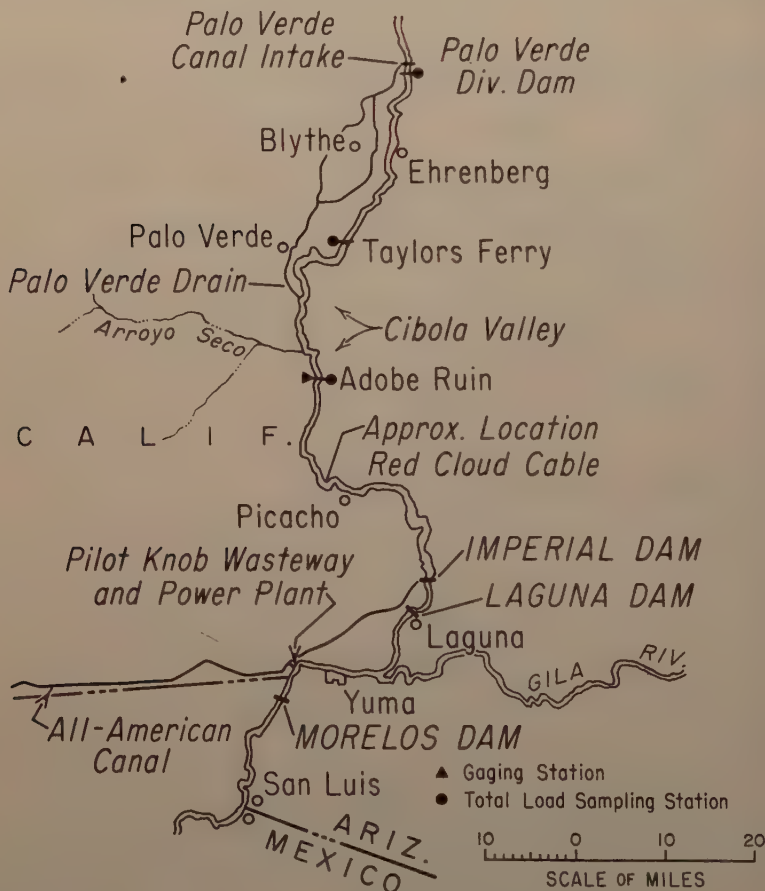 Palo Verde
Canal Intake
Palo Verde
Div. Dam
Blythe
Ehrenberg
Palo Verde
Taylors Ferry
Palo Verde Drain
Arroyo Seco
Cibola Valley
Adobe Ruin
CALIF.
Approx. Location
Red Cloud Cable
Picacho
Pilot Knob Wasteway
and Power Plant
IMPERIAL DAM
LAGUNA DAM
Laguna
GILA RIV.
Yuma
All-American
Canal
MORELOS DAM
San Luis
Gaging Station
Total Load Sampling Station
ARIZ.
MEXICO
10 0 10 20
SCALE OF MILES